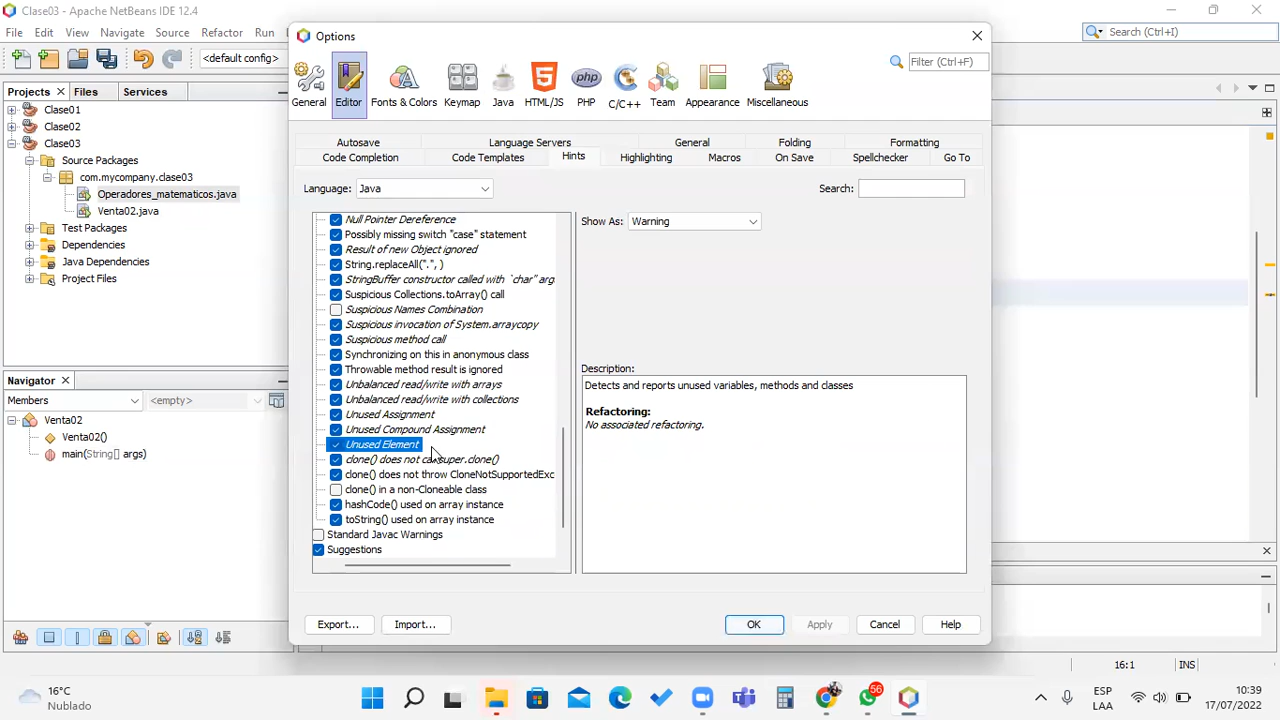 Clase03 - Apache NetBeans IDE 12.4
File Edit View Navigate Source Refactor Run
Search (Ctrl+I)
<default config>
Projects Files Services
Clase01
Clase02
Clase03
Source Packages
com.mycompany.clase03
Operadores_matematicos.java
Venta02.java
Test Packages
Dependencies
Java Dependencies
Project Files
Navigator
Members
<empty>
Venta02
Venta02()
main(String[] args)
Options
Filter (Ctrl+F)
General Editor Fonts & Colors Keymap Java HTML/JS PHP C/C++ Team Appearance Miscellaneous
Autosave Language Servers General Folding Formatting
Code Completion Code Templates Hints Highlighting Macros On Save Spellchecker Go To
Language: Java Search:
Null Pointer Dereference
Possibly missing switch "case" statement
Result of new Object ignored
String.replaceAll(".", )
StringBuffer constructor called with `char'' arg
Suspicious Collections.toArray() call
Suspicious Names Combination
Suspicious invocation of System.arraycopy
Suspicious method call
Synchronizing on this in anonymous class
Throwable method result is ignored
Unbalanced read/write with arrays
Unbalanced read/write with collections
Unused Assignment
Unused Compound Assignment
Unused Element
clone() does not call super.clone()
clone() does not throw CloneNotSupportedExc
clone() in a non-Cloneable class
hashCode() used on array instance
toString() used on array instance
Standard Javac Warnings
Suggestions
Show As: Warning
Description:
Detects and reports unused variables, methods and classes
Refactoring:
No associated refactoring.
Export... Import... OK Apply Cancel Help
16:1 INS
16°C
Nublado
56
ESP
LAA
10:39
17/07/2022